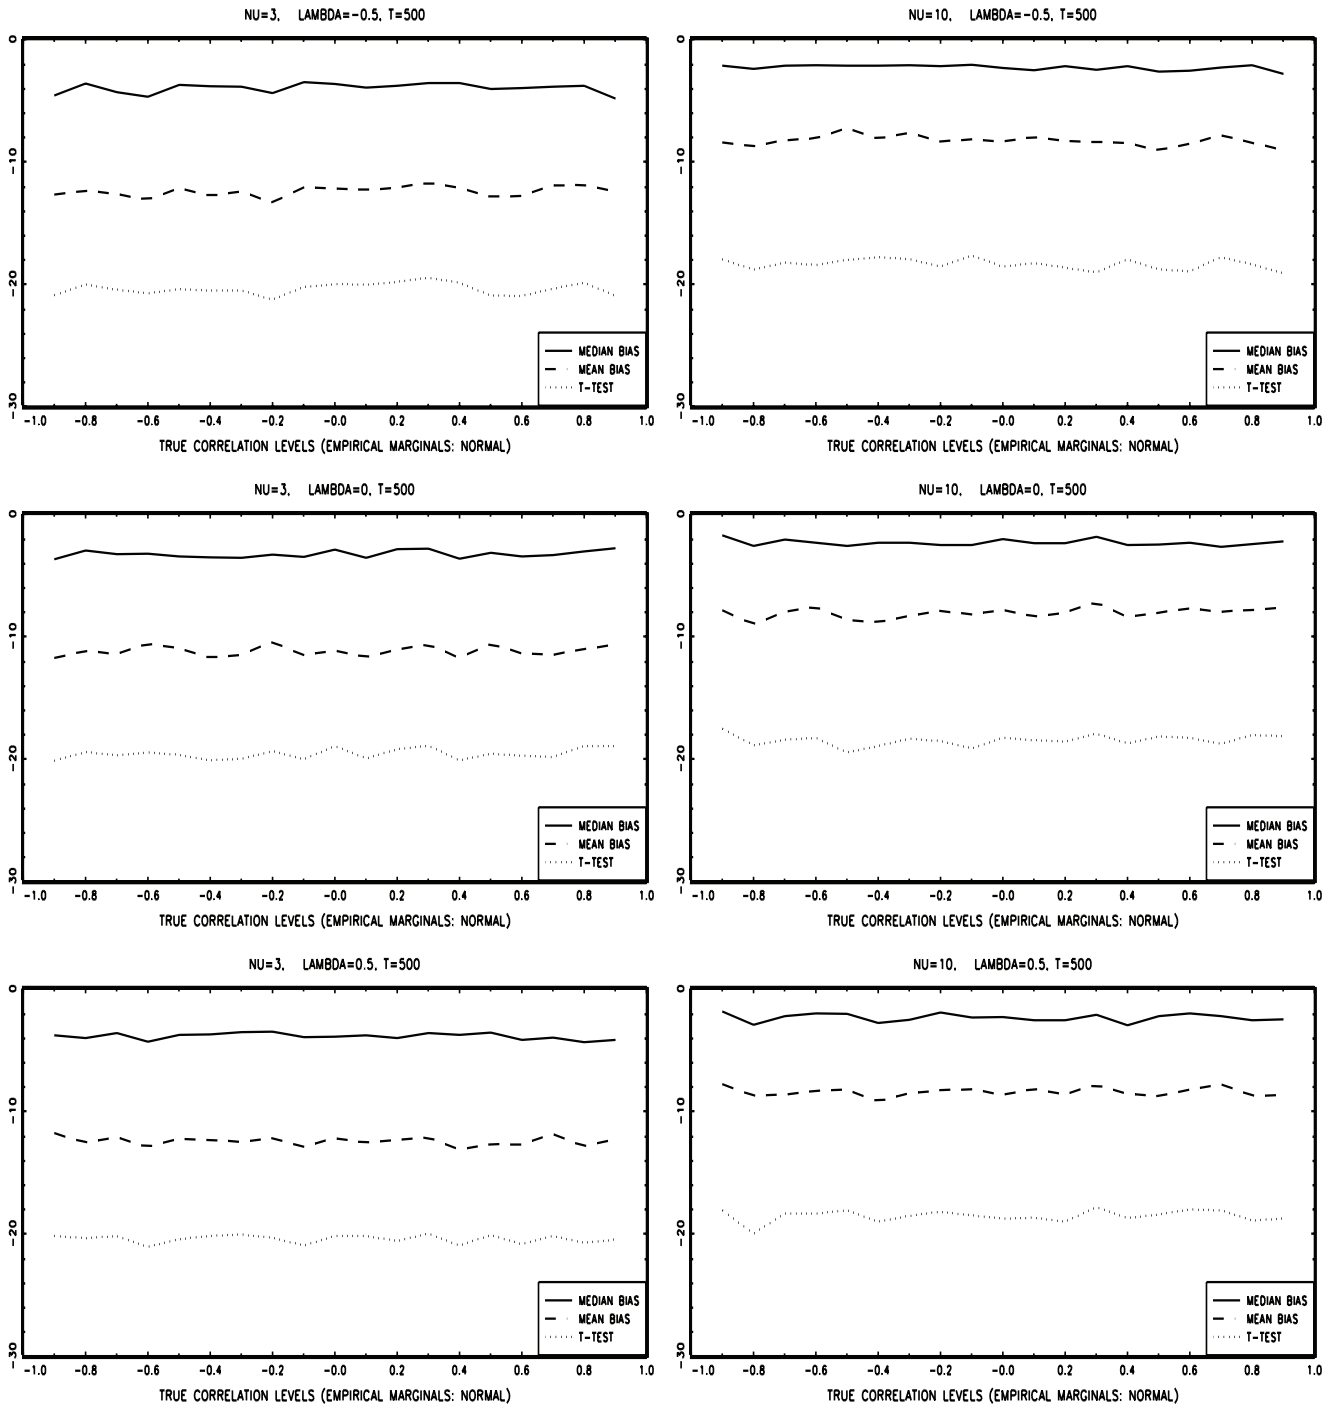 NU=3, LAMBDA=-0.5, T=500
0
-10
-20
-30
MEDIAN BIAS
MEAN BIAS
T-TEST
-1.0 -0.8 -0.6 -0.4 -0.2 -0.0 0.2 0.4 0.6 0.8 1.0
TRUE CORRELATION LEVELS (EMPIRICAL MARGINALS: NORMAL)
NU=10, LAMBDA=-0.5, T=500
0
-10
-20
-30
MEDIAN BIAS
MEAN BIAS
T-TEST
-1.0 -0.8 -0.6 -0.4 -0.2 -0.0 0.2 0.4 0.6 0.8 1.0
TRUE CORRELATION LEVELS (EMPIRICAL MARGINALS: NORMAL)
NU=3, LAMBDA=0, T=500
0
-10
-20
-30
MEDIAN BIAS
MEAN BIAS
T-TEST
-1.0 -0.8 -0.6 -0.4 -0.2 -0.0 0.2 0.4 0.6 0.8 1.0
TRUE CORRELATION LEVELS (EMPIRICAL MARGINALS: NORMAL)
NU=10, LAMBDA=0, T=500
0
-10
-20
-30
MEDIAN BIAS
MEAN BIAS
T-TEST
-1.0 -0.8 -0.6 -0.4 -0.2 -0.0 0.2 0.4 0.6 0.8 1.0
TRUE CORRELATION LEVELS (EMPIRICAL MARGINALS: NORMAL)
NU=3, LAMBDA=0.5, T=500
0
-10
-20
-30
MEDIAN BIAS
MEAN BIAS
T-TEST
-1.0 -0.8 -0.6 -0.4 -0.2 -0.0 0.2 0.4 0.6 0.8 1.0
TRUE CORRELATION LEVELS (EMPIRICAL MARGINALS: NORMAL)
NU=10, LAMBDA=0.5, T=500
0
-10
-20
-30
MEDIAN BIAS
MEAN BIAS
T-TEST
-1.0 -0.8 -0.6 -0.4 -0.2 -0.0 0.2 0.4 0.6 0.8 1.0
TRUE CORRELATION LEVELS (EMPIRICAL MARGINALS: NORMAL)